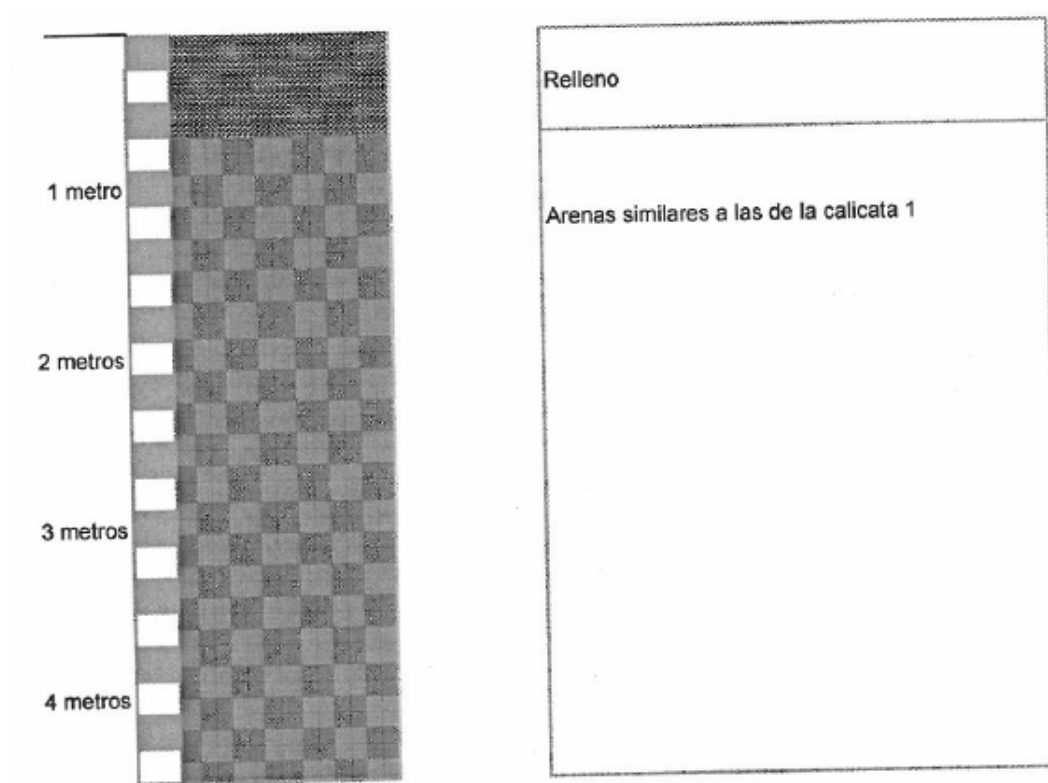 Relleno
1 metro
Arenas similares a las de la calicata 1
2 metros
3 metros
4 metros